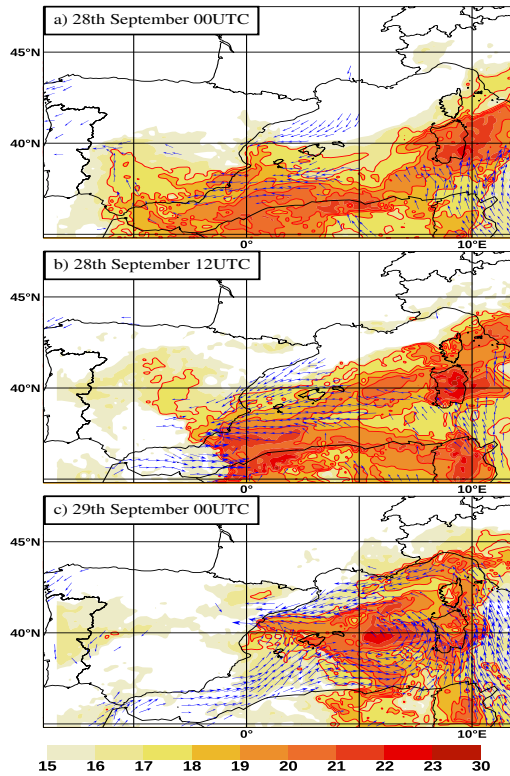 a) 28th September 00UTC
45°N
40°N
0°
10°E
b) 28th September 12UTC
45°N
40°N
0°
10°E
c) 29th September 00UTC
45°N
40°N
0°
10°E
15 16 17 18 19 20 21 22 23 30